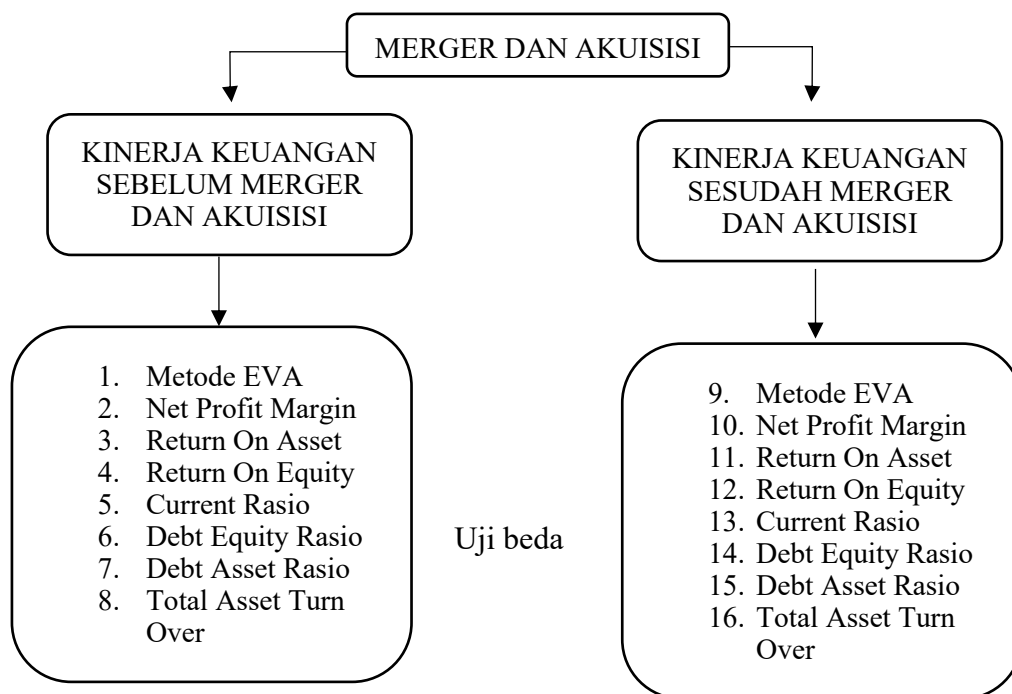 MERGER DAN AKUISISI
KINERJA KEUANGAN
SEBELUM MERGER
DAN AKUISISI
KINERJA KEUANGAN
SESUDAH MERGER
DAN AKUISISI
1. Metode EVA
2. Net Profit Margin
3. Return On Asset
4. Return On Equity
5. Current Rasio
6. Debt Equity Rasio
7. Debt Asset Rasio
8. Total Asset Turn
Over
Uji beda
9. Metode EVA
10. Net Profit Margin
11. Return On Asset
12. Return On Equity
13. Current Rasio
14. Debt Equity Rasio
15. Debt Asset Rasio
16. Total Asset Turn
Over